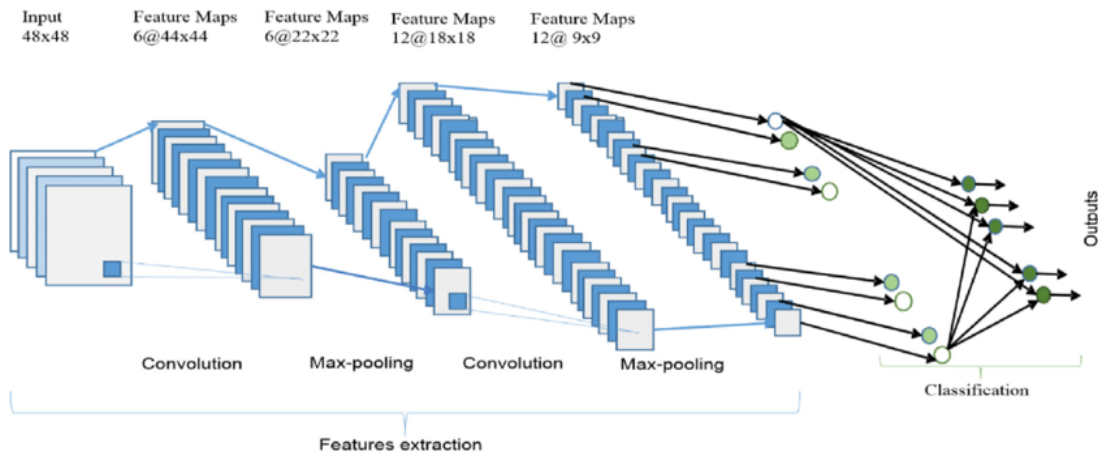 Input
48x48
Feature Maps
6@44x44
Feature Maps
6@22x22
Feature Maps
12@18x18
Feature Maps
12@ 9x9
Outputs
Convolution
Max-pooling
Convolution
Max-pooling
Classification
Features extraction